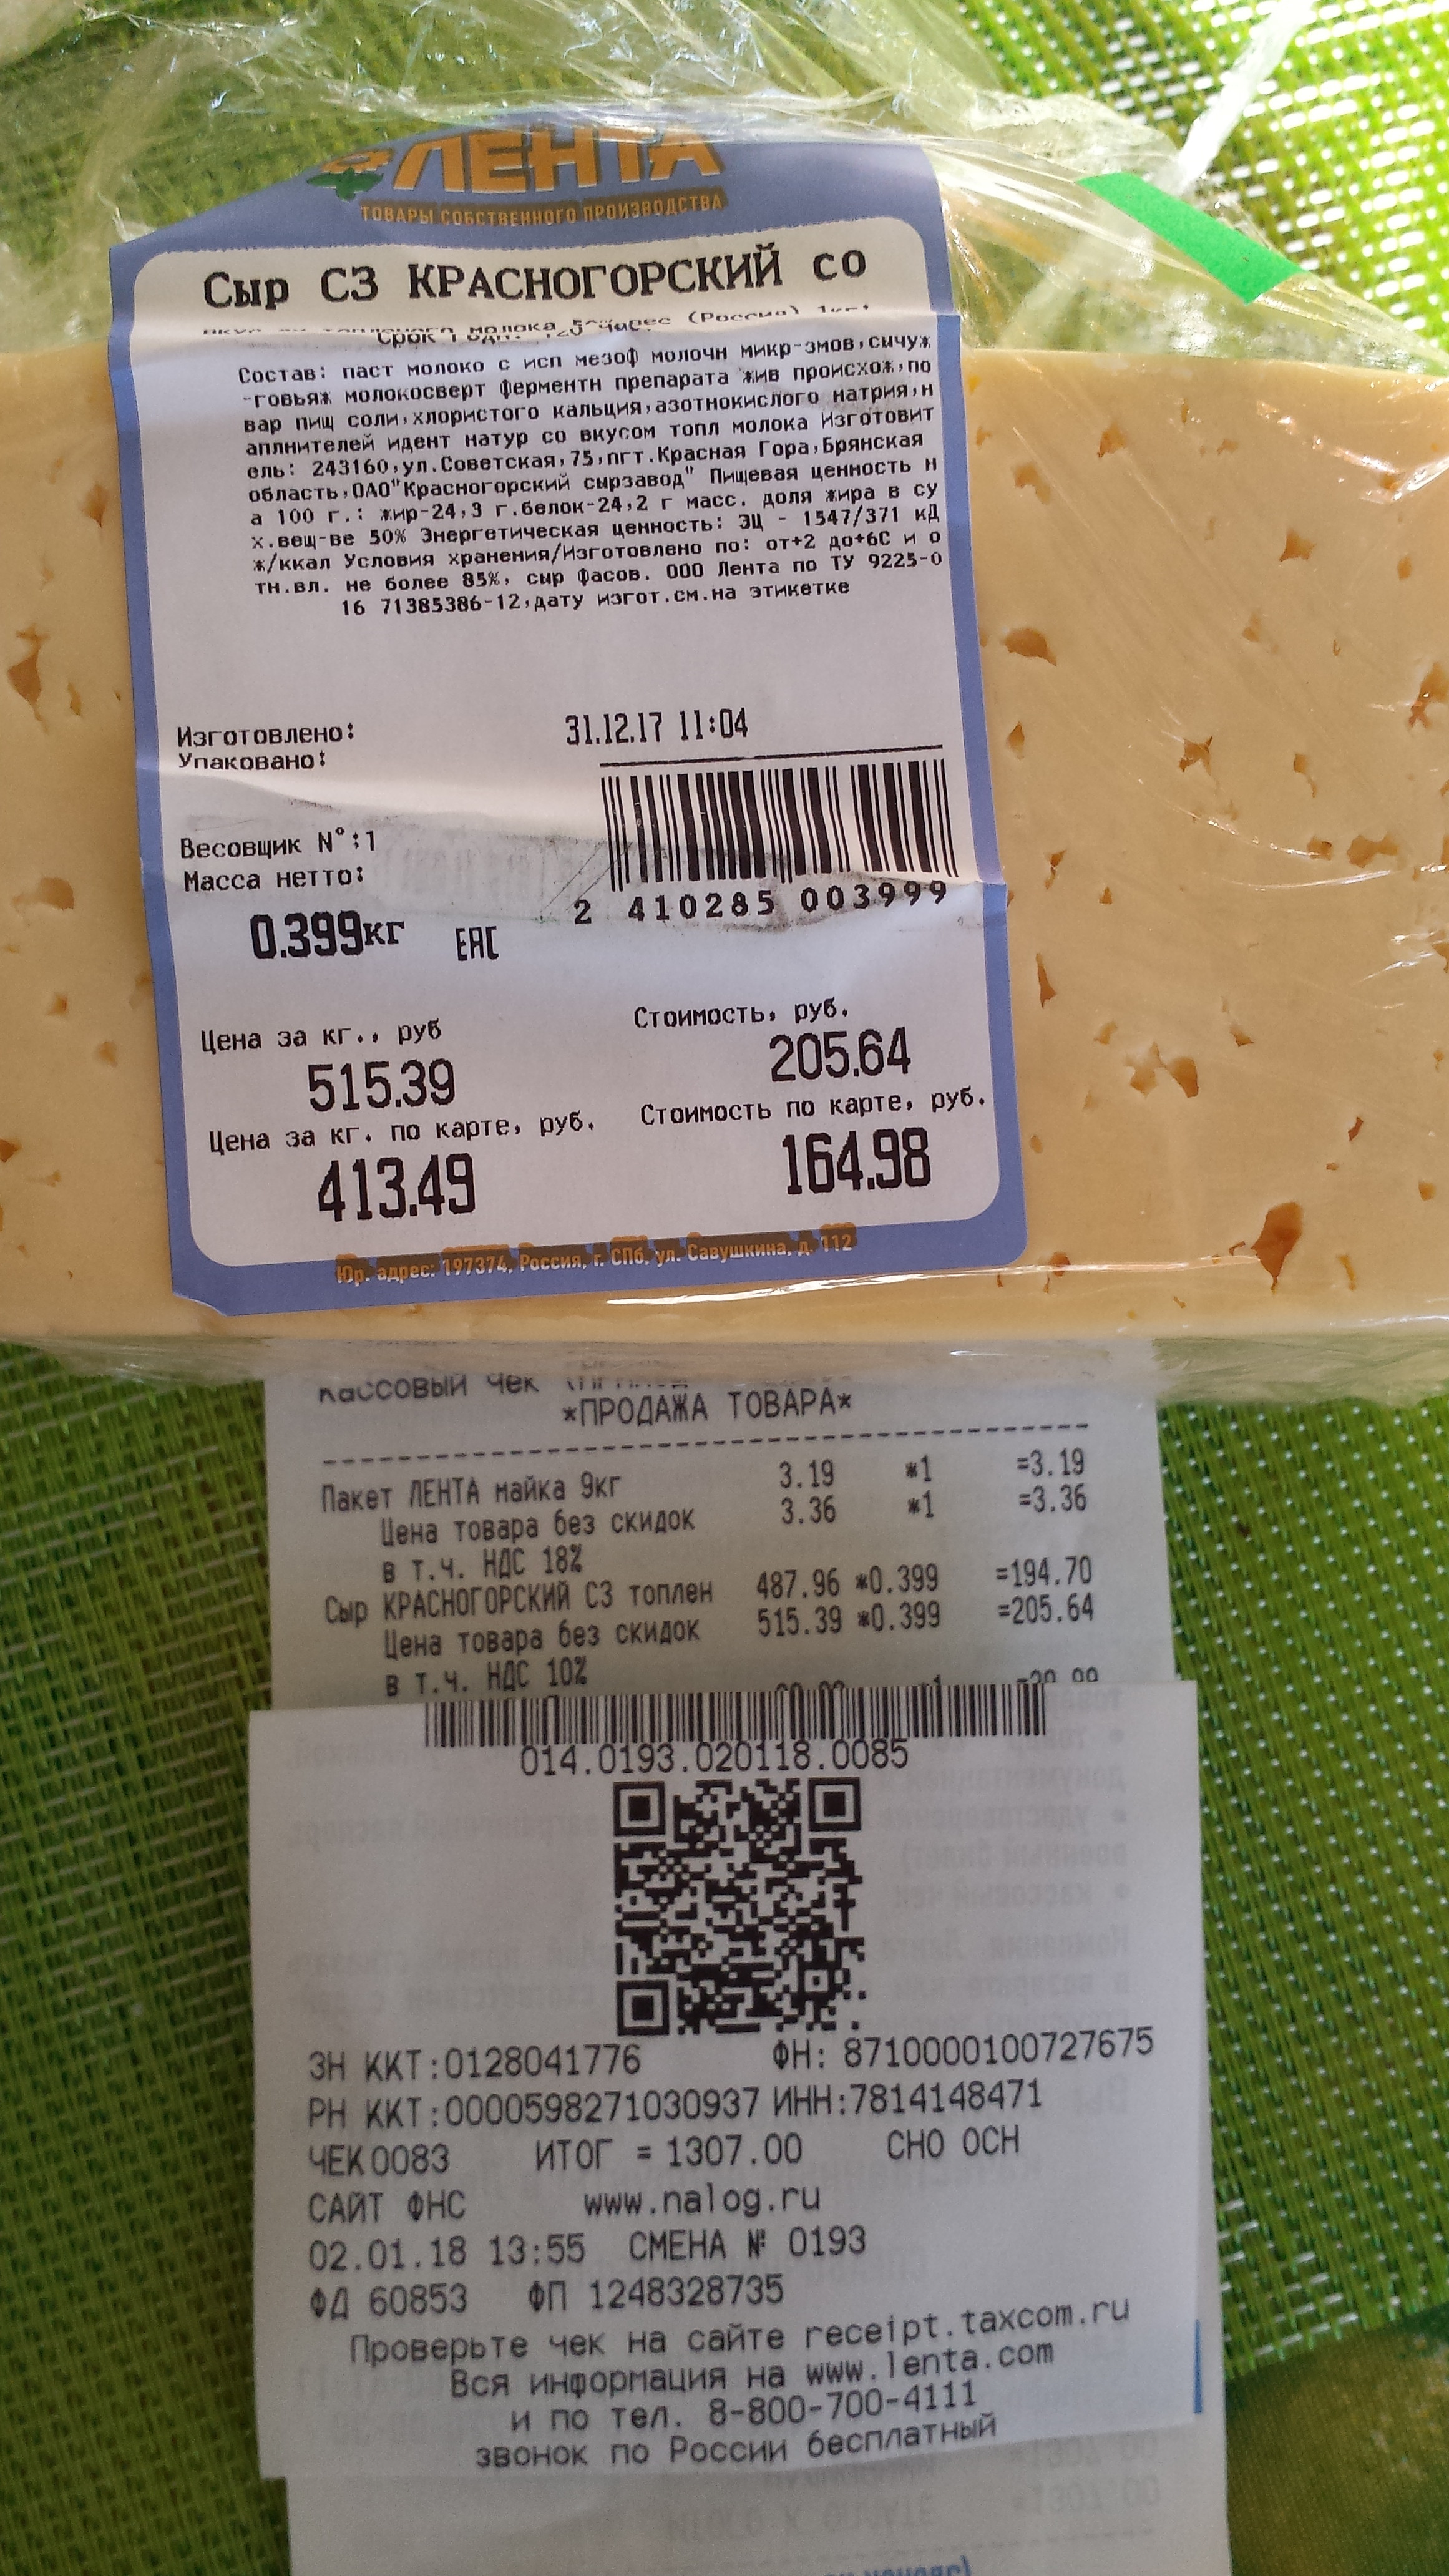 ЛЕНТА
ТОВАРЫ СОБСТВЕННОГО ПРОИЗВОДСТВА
Сыр СЗ КРАСНОГОРСКИЙ со
молока (Россия)
Срок
Состав: паст молоко с исп мезоф молочн микр-змов,сичуж
-говьяж молокосверт ферментн препарата жив происхож,по
вар пищ соли,хлористого кальция,азотнокислого натрия,н
аплнителей идент натур со вкусом топл молока Изготовит
ель: 243160,ул.Советская,75,пгт.Красная Гора,Брянская
область,ОАО"Красногорский сырзавод" Пищевая ценность н
а 100 г.: жир-24,3 г.белок-24,2 г масс. доля жира в су
х.вещ-ве 50% Энергетическая ценность: ЭЦ - 1547/371 кД
ж/ккал Условия хранения/Изготовлено по: от+2 до+6С и о
тн.вл. не более 85%, сыр Фасов. ООО Лента по ТУ 9225-0
16 71385386-12,дату изгот.см.на этикетке
Изготовлено: 31.12.17 11:04
Упаковано:
Весовщик N°:1
Масса нетто:
2 410285 003999
0.399кг EAC
Цена за кг., руб Стоимость, руб.
515.39 205.64
Цена за кг. по карте, руб. Стоимость по карте, руб.
413.49 164.98
Юр. адрес: 197374, Россия, г. СПб, ул. Савушкина, д. 112
Кассовый чек
*ПРОДАЖА ТОВАРА*
Пакет ЛЕНТА майка 9кг 3.19 *1 =3.19
Цена товара без скидок 3.36 *1 =3.36
в т.ч. НДС 18%
Сыр КРАСНОГОРСКИЙ СЗ топлен 487.96 *0.399 =194.70
Цена товара без скидок 515.39 *0.399 =205.64
в т.ч. НДС 10%
014.0193.020118.0085
ЗН ККТ:0128041776 ФН: 8710000100727675
РН ККТ:0000598271030937 ИНН:7814148471
ЧЕК0083 ИТОГ = 1307.00 СНО ОСН
САЙТ ФНС www.nalog.ru
02.01.18 13:55 СМЕНА № 0193
ФД 60853 ФП 1248328735
Проверьте чек на сайте receipt.taxcom.ru
Вся информация на www.lenta.com
и по тел. 8-800-700-4111
звонок по России бесплатный